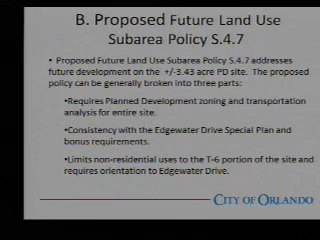 B. Proposed Future Land Use
Subarea Policy S.4.7
• Proposed Future Land Use Subarea Policy S.4.7 addresses
future development on the +/-3.43 acre PD site. The proposed
policy can be generally broken into three parts:
•Requires Planned Development zoning and transportation
analysis for entire site.
•Consistency with the Edgewater Drive Special Plan and
bonus requirements.
•Limits non-residential uses to the T-6 portion of the site and
requires orientation to Edgewater Drive.
CITY OF ORLANDO